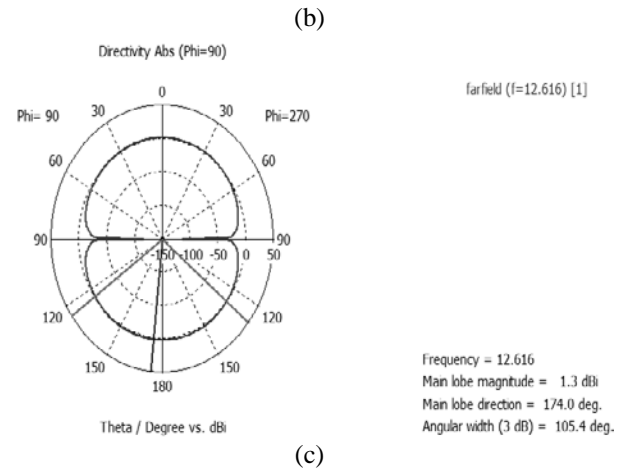 (b)
Directivity Abs (Phi=90)
farfield (f=12.616) [1]
0
30 30
Phi= 90 Phi=270
60 60
90 90
-150 -100 -50 0 50
120 120
150 150
180
Theta / Degree vs. dBi
Frequency = 12.616
Main lobe magnitude = 1.3 dBi
Main lobe direction = 174.0 deg.
Angular width (3 dB) = 105.4 deg.
(c)